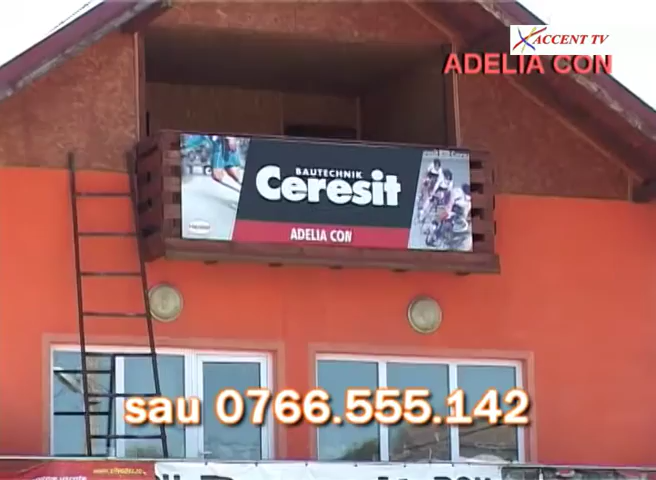 ACCENT TV
ADELIA CON
BAUTECHNIK
Ceresit
ADELIA CON
sau 0766.555.142